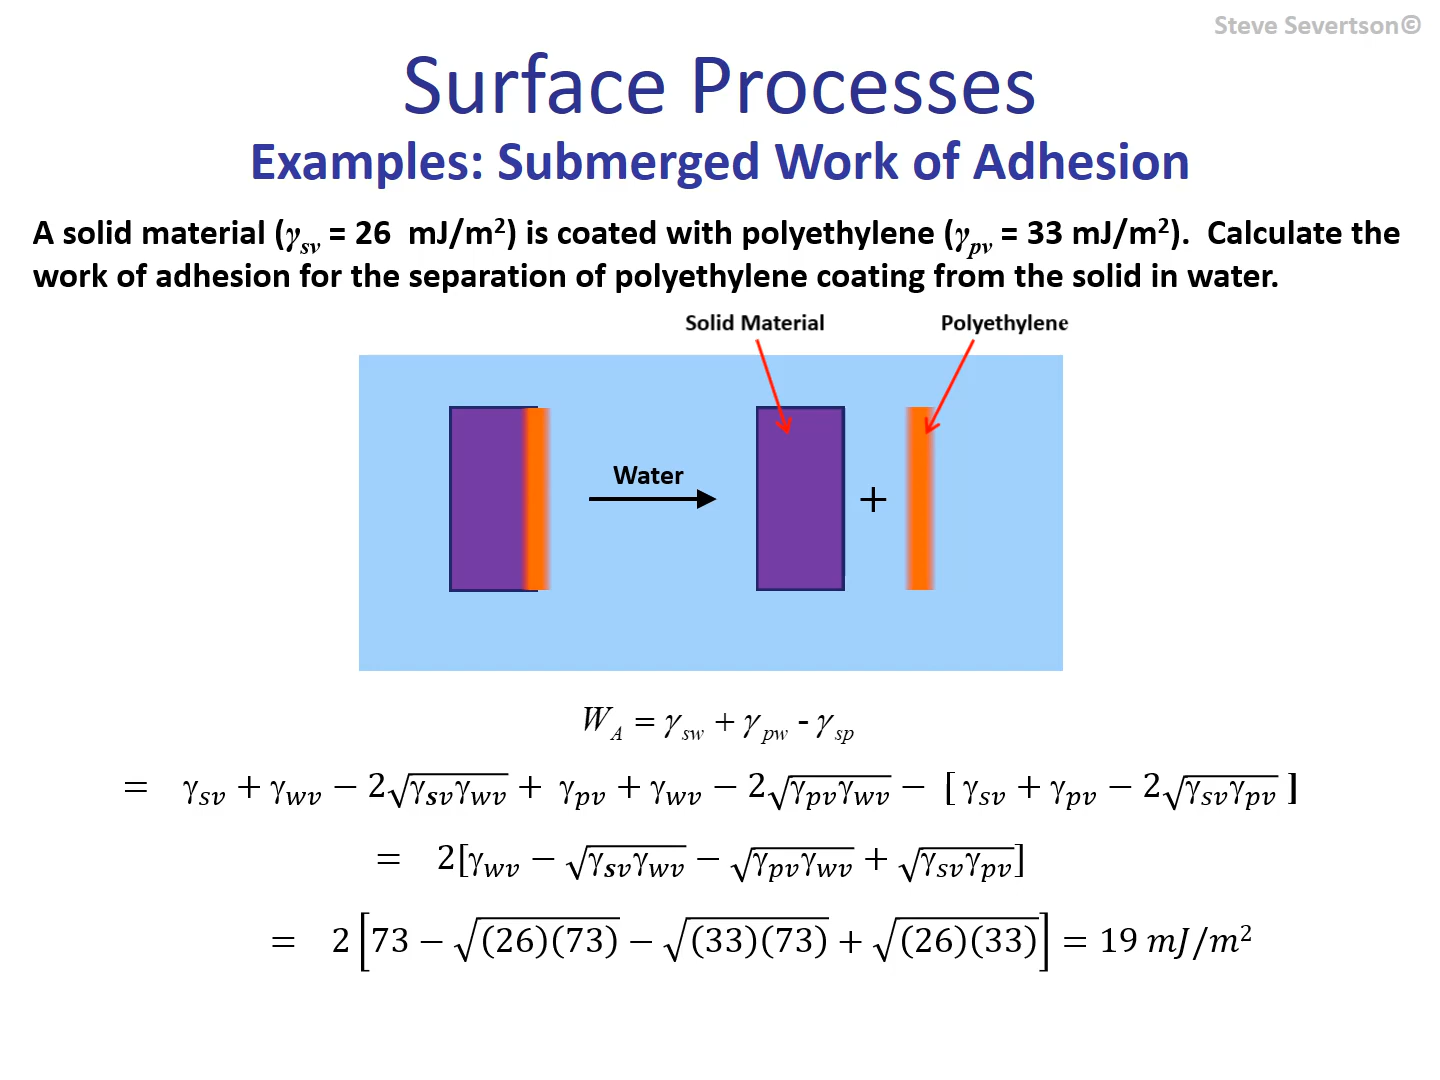 Steve Severtson©
Surface Processes
Examples: Submerged Work of Adhesion
A solid material (γ_sv = 26  mJ/m²) is coated with polyethylene (γ_pv = 33 mJ/m²).  Calculate the
work of adhesion for the separation of polyethylene coating from the solid in water.
Solid Material
Polyethylene
Water
+
W_A = γ_sw + γ_pw - γ_sp
= γ_sv + γ_wv − 2√(γ_sv γ_wv) + γ_pv + γ_wv − 2√(γ_pv γ_wv) − [ γ_sv + γ_pv − 2√(γ_sv γ_pv) ]
= 2[γ_wv − √(γ_sv γ_wv) − √(γ_pv γ_wv) + √(γ_sv γ_pv)]
= 2[73 − √((26)(73)) − √((33)(73)) + √((26)(33))] = 19 mJ/m²